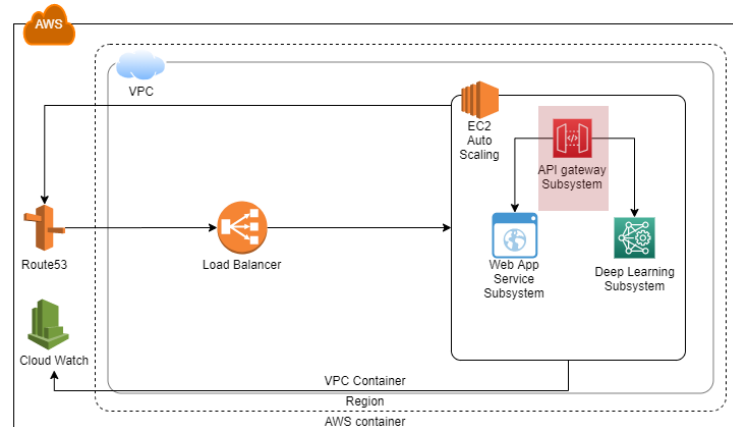 AWS
VPC
EC2
Auto
Scaling
API gateway
Subsystem
Route53
Load Balancer
Web App
Service
Subsystem
Deep Learning
Subsystem
Cloud Watch
VPC Container
Region
AWS container